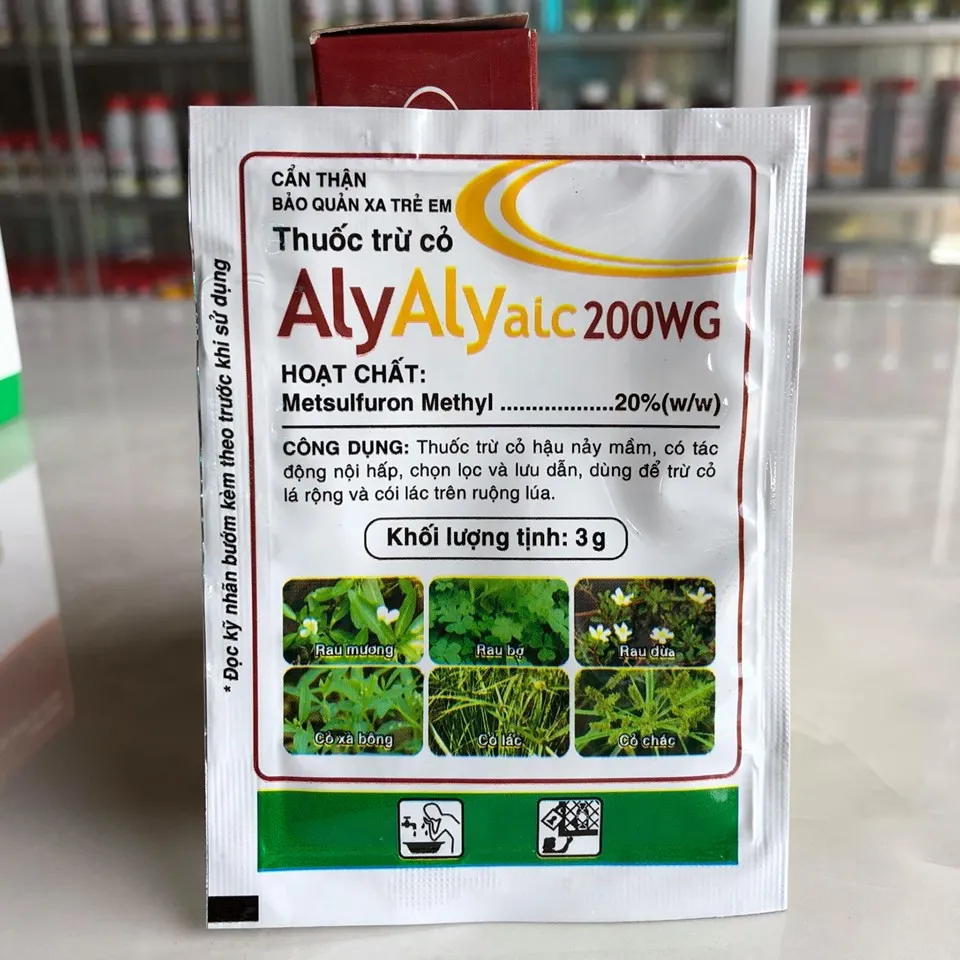 CẨN THẬN
BẢO QUẢN XA TRẺ EM
Thuốc trừ cỏ
AlyAlyaic 200WG
HOẠT CHẤT:
Metsulfuron Methyl ..................20%(w/w)
CÔNG DỤNG: Thuốc trừ cỏ hậu nảy mầm, có tác
động nội hấp, chọn lọc và lưu dẫn, dùng để trừ cỏ
lá rộng và cói lác trên ruộng lúa.
Khối lượng tịnh: 3 g
Rau mương
Rau bợ
Rau dừa
Cỏ xà bông
Cỏ lác
Cỏ chác
* Đọc kỹ nhãn bướm kèm theo trước khi sử dụng